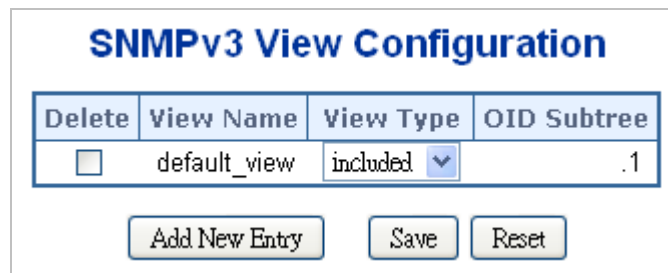 SNMPv3 View Configuration
Delete View Name View Type OID Subtree
default_view included .1
Add New Entry Save Reset